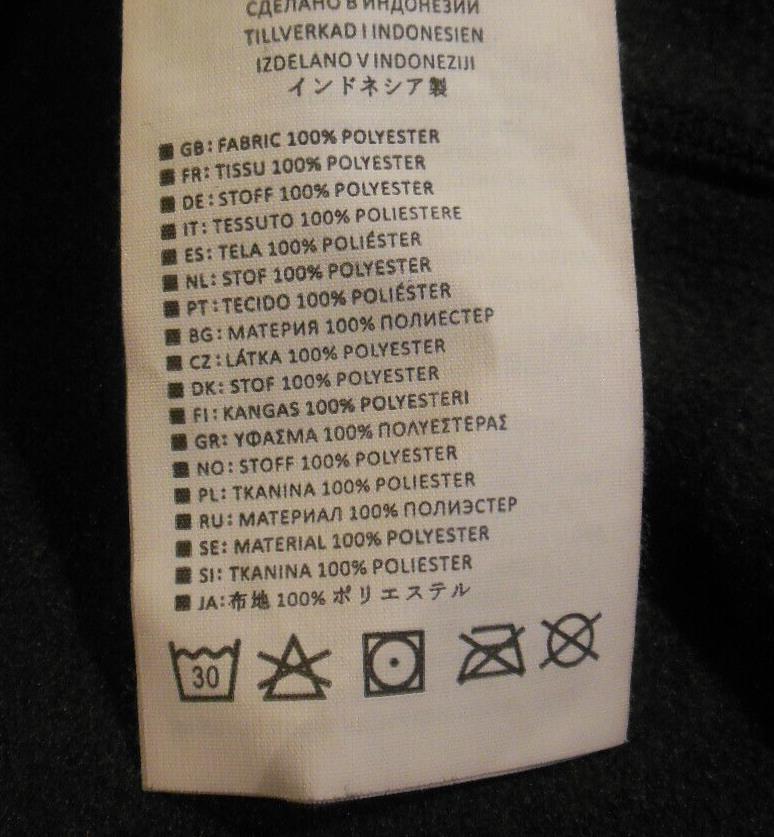 СДЕЛАНО В ИНДОНЕЗИИ
TILLVERKAD I INDONESIEN
IZDELANO V INDONEZIJI
インドネシア製
GB: FABRIC 100% POLYESTER
FR: TISSU 100% POLYESTER
DE: STOFF 100% POLYESTER
IT: TESSUTO 100% POLIESTERE
ES: TELA 100% POLIÉSTER
NL: STOF 100% POLYESTER
PT: TECIDO 100% POLIÉSTER
BG: МАТЕРИЯ 100% ПОЛИЕСТЕР
CZ: LÁTKA 100% POLYESTER
DK: STOF 100% POLYESTER
FI: KANGAS 100% POLYESTERI
GR: ΥΦΑΣΜΑ 100% ΠΟΛΥΕΣΤΕΡΑΣ
NO: STOFF 100% POLYESTER
PL: TKANINA 100% POLIESTER
RU: МАТЕРИАЛ 100% ПОЛИЭСТЕР
SE: MATERIAL 100% POLYESTER
SI: TKANINA 100% POLIESTER
JA: 布地 100% ポリエステル
30